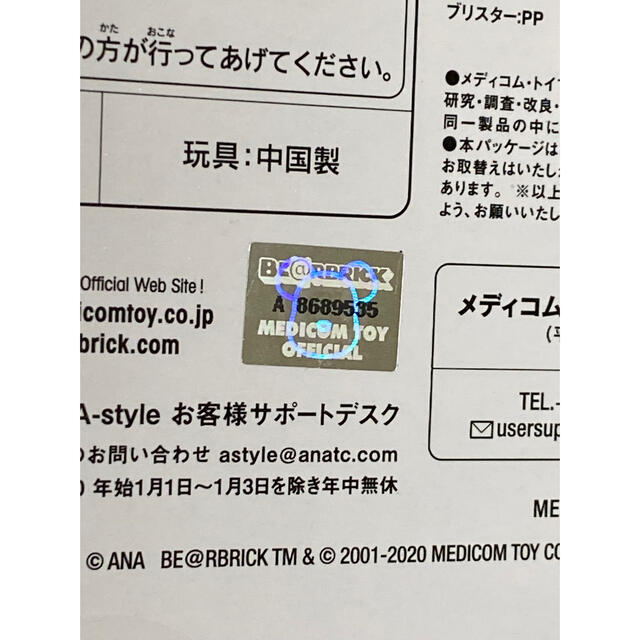 ブリスター:PP
の方が行ってあげてください。
かた おこな
●メディコム・トイ
研究・調査・改良・
同一製品の中に
●本パッケージは
お取替えはいたし
あります。 ※以上
よう、お願いいたし
玩具:中国製
BE@RBRICK
A 8689535
MEDICOM TOY
OFFICIAL
Official Web Site!
icomtoy.co.jp
brick.com
メディコム
TEL.-
usersup
A-style お客様サポートデスク
のお問い合わせ astyle@anatc.com
年始1月1日～1月3日を除き年中無休
ME
© ANA BE@RBRICK TM & © 2001-2020 MEDICOM TOY CO